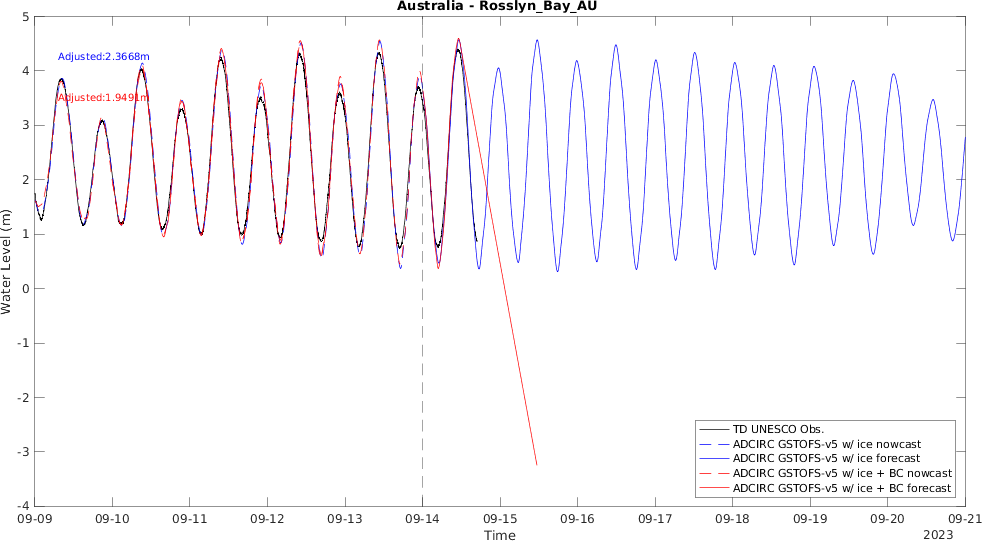 Australia - Rosslyn_Bay_AU
5
Adjusted:2.3668m
4
Adjusted:1.9491m
3
2
1
0
-1
-2
-3
-4
Water Level (m)
TD UNESCO Obs.
ADCIRC GSTOFS-v5 w/ ice nowcast
ADCIRC GSTOFS-v5 w/ ice forecast
ADCIRC GSTOFS-v5 w/ ice + BC nowcast
ADCIRC GSTOFS-v5 w/ ice + BC forecast
09-09 09-10 09-11 09-12 09-13 09-14 09-15 09-16 09-17 09-18 09-19 09-20 09-21
Time
2023